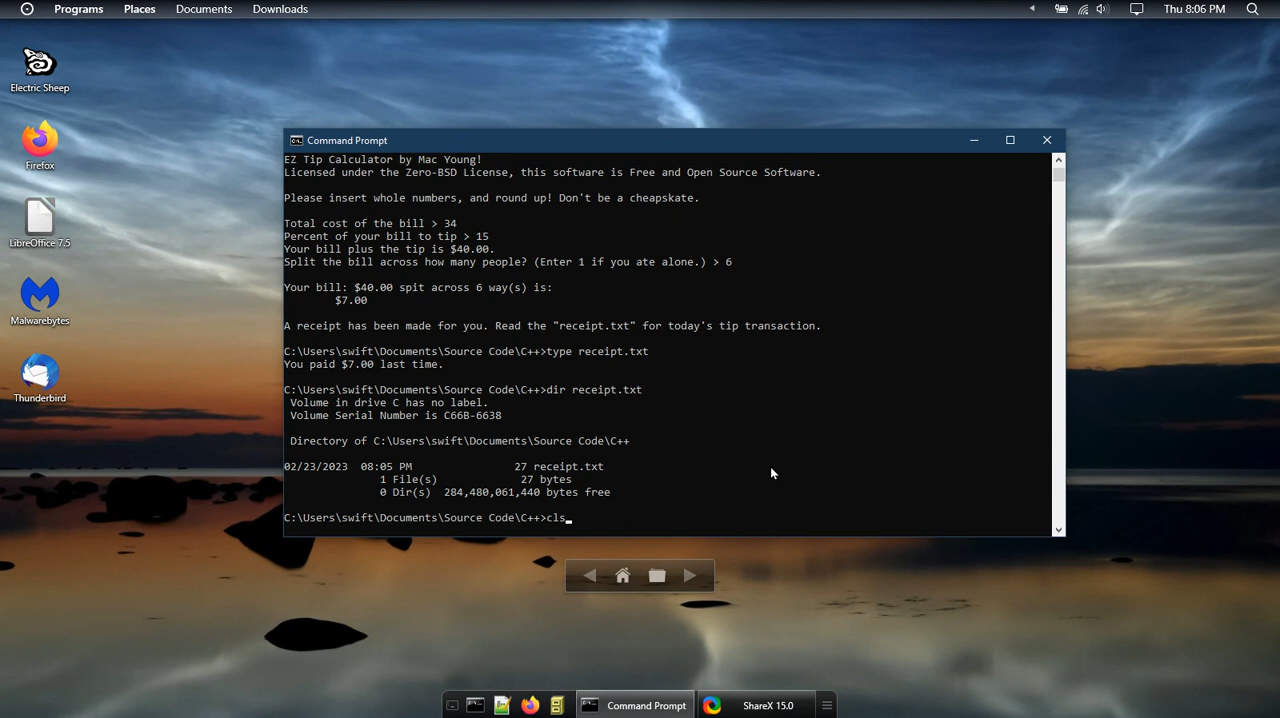 Programs Places Documents Downloads Thu 8:06 PM
Electric Sheep
Firefox
LibreOffice 7.5
Malwarebytes
Thunderbird
Command Prompt
EZ Tip Calculator by Mac Young!
Licensed under the Zero-BSD License, this software is Free and Open Source Software.
Please insert whole numbers, and round up! Don't be a cheapskate.
Total cost of the bill > 34
Percent of your bill to tip > 15
Your bill plus the tip is $40.00.
Split the bill across how many people? (Enter 1 if you ate alone.) > 6
Your bill: $40.00 spit across 6 way(s) is:
$7.00
A receipt has been made for you. Read the "receipt.txt" for today's tip transaction.
C:\Users\swift\Documents\Source Code\C++>type receipt.txt
You paid $7.00 last time.
C:\Users\swift\Documents\Source Code\C++>dir receipt.txt
Volume in drive C has no label.
Volume Serial Number is C66B-6638
Directory of C:\Users\swift\Documents\Source Code\C++
02/23/2023 08:05 PM 27 receipt.txt
1 File(s) 27 bytes
0 Dir(s) 284,480,061,440 bytes free
C:\Users\swift\Documents\Source Code\C++>cls
Command Prompt ShareX 15.0